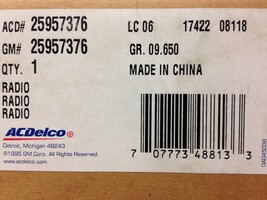 ACD# 25957376 LC 06 17422 08118
GM# 25957376 GR. 09.650
QTY. 1 MADE IN CHINA
RADIO
RADIO
RADIO
ACDelco
Detroit, Michigan 48243
©1995 GM Corp. All Rights Reserved
www.acdelco.com
7 07773 48813 3